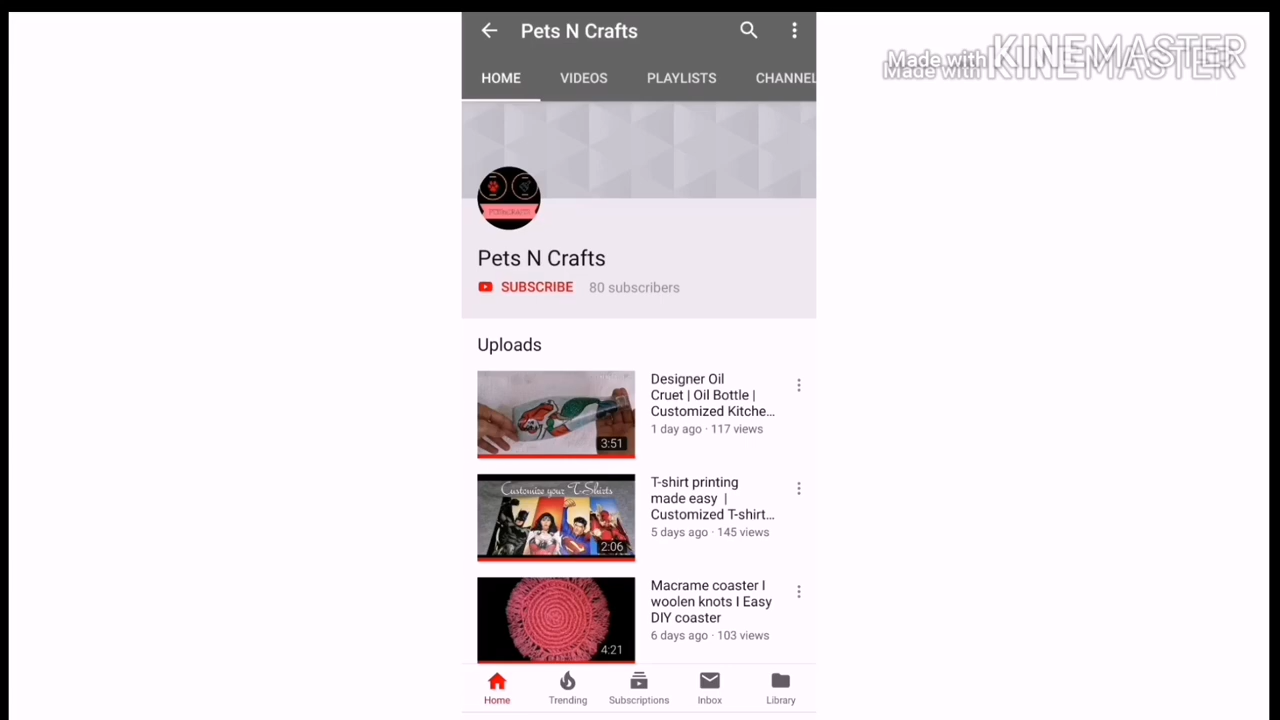 Pets N Crafts
Made with KINEMASTER
Made with KINEMASTER
HOME VIDEOS PLAYLISTS CHANNEL
Pets N Crafts
SUBSCRIBE 80 subscribers
Uploads
Designer Oil
Cruet | Oil Bottle |
Customized Kitche...
1 day ago · 117 views
3:51
Customize your T-Shirts
T-shirt printing
made easy |
Customized T-shirt...
5 days ago · 145 views
2:06
Macrame coaster I
woolen knots I Easy
DIY coaster
6 days ago · 103 views
4:21
Home Trending Subscriptions Inbox Library